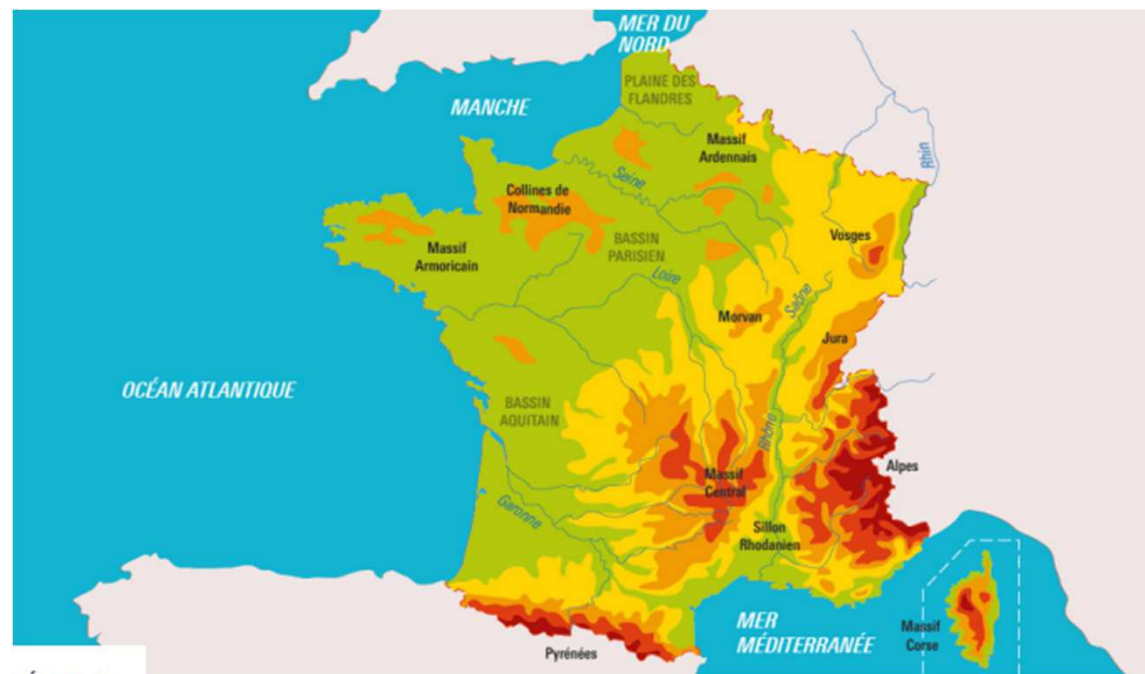 MER DU
NORD
PLAINE DES
FLANDRES
MANCHE
Massif
Ardennais
Rhin
Seine
Collines de
Normandie
Vosges
BASSIN
PARISIEN
Massif
Armoricain
Loire
Saône
Morvan
Jura
OCÉAN ATLANTIQUE
BASSIN
AQUITAIN
Rhône
Alpes
Massif
Central
Garonne
Sillon
Rhodanien
MER
MÉDITERRANÉE
Massif
Corse
Pyrénées